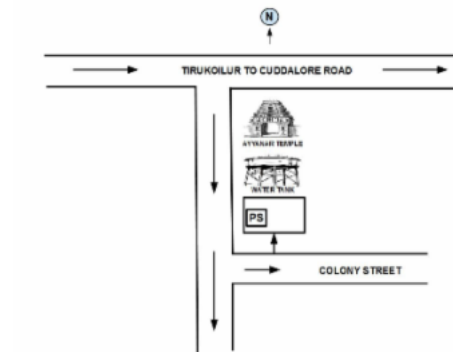 N
TIRUKOILUR TO CUDDALORE ROAD
AYYANAR TEMPLE
WATER TANK
PS
COLONY STREET